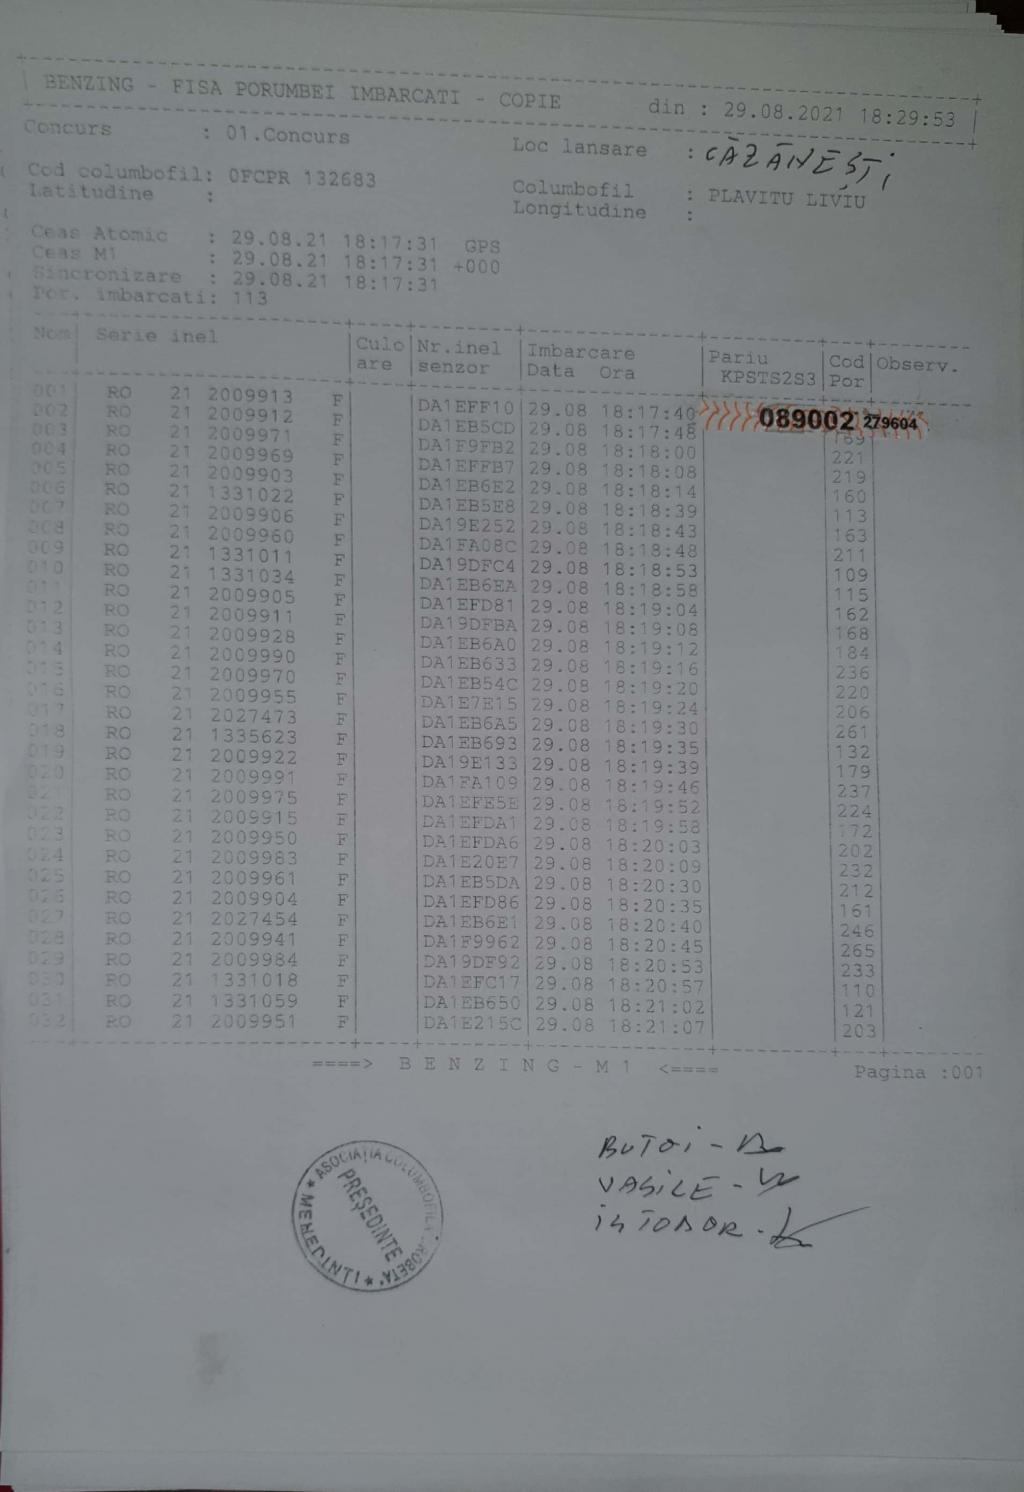 BENZING - FISA PORUMBEI IMBARCATI - COPIE din : 29.08.2021 18:29:53
Concurs : 01.Concurs Loc lansare : CĂZĂNEȘTI
Cod columbofil: 0FCPR 132683 Columbofil : PLAVITU LIVIU
Latitudine : Longitudine :
Ceas Atomic : 29.08.21 18:17:31 GPS
Ceas M1 : 29.08.21 18:17:31 +000
Sincronizare : 29.08.21 18:17:31
Por. imbarcati: 113
Nom Serie inel Culo Nr.inel Imbarcare Pariu Cod Observ.
are senzor Data Ora KPSTS2S3 Por
001 RO 21 2009913 F DA1EFF10 29.08 18:17:40 089002 279604
002 RO 21 2009912 F DA1EB5CD 29.08 18:17:48 169
003 RO 21 2009971 F DA1F9FB2 29.08 18:18:00 221
004 RO 21 2009969 F DA1EFFB7 29.08 18:18:08 219
005 RO 21 2009903 F DA1EB6E2 29.08 18:18:14 160
006 RO 21 1331022 F DA1EB5E8 29.08 18:18:39 113
007 RO 21 2009906 F DA19E252 29.08 18:18:43 163
008 RO 21 2009960 F DA1FA08C 29.08 18:18:48 211
009 RO 21 1331011 F DA19DFC4 29.08 18:18:53 109
010 RO 21 1331034 F DA1EB6EA 29.08 18:18:58 115
011 RO 21 2009905 F DA1EFD81 29.08 18:19:04 162
012 RO 21 2009911 F DA19DFBA 29.08 18:19:08 168
013 RO 21 2009928 F DA1EB6A0 29.08 18:19:12 184
014 RO 21 2009990 F DA1EB633 29.08 18:19:16 236
015 RO 21 2009970 F DA1EB54C 29.08 18:19:20 220
016 RO 21 2009955 F DA1E7E15 29.08 18:19:24 206
017 RO 21 2027473 F DA1EB6A5 29.08 18:19:30 261
018 RO 21 1335623 F DA1EB693 29.08 18:19:35 132
019 RO 21 2009922 F DA19E133 29.08 18:19:39 179
020 RO 21 2009991 F DA1FA109 29.08 18:19:46 237
021 RO 21 2009975 F DA1EFE5E 29.08 18:19:52 224
022 RO 21 2009915 F DA1EFDA1 29.08 18:19:58 172
023 RO 21 2009950 F DA1EFDA6 29.08 18:20:03 202
024 RO 21 2009983 F DA1E20E7 29.08 18:20:09 232
025 RO 21 2009961 F DA1EB5DA 29.08 18:20:30 212
026 RO 21 2009904 F DA1EFD86 29.08 18:20:35 161
027 RO 21 2027454 F DA1EB6E1 29.08 18:20:40 246
028 RO 21 2009941 F DA1F9962 29.08 18:20:45 265
029 RO 21 2009984 F DA19DF92 29.08 18:20:53 233
030 RO 21 1331018 F DA1EFC17 29.08 18:20:57 110
031 RO 21 1331059 F DA1EB650 29.08 18:21:02 121
032 RO 21 2009951 F DA1E215C 29.08 18:21:07 203
====> B E N Z I N G - M 1 <==== Pagina :001
BUTOI -
VASILE -
ISTODOR -
ASOCIAȚIA COLUMBOFILĂ DROBETA
PREȘEDINTE
* MEHEDINȚI *